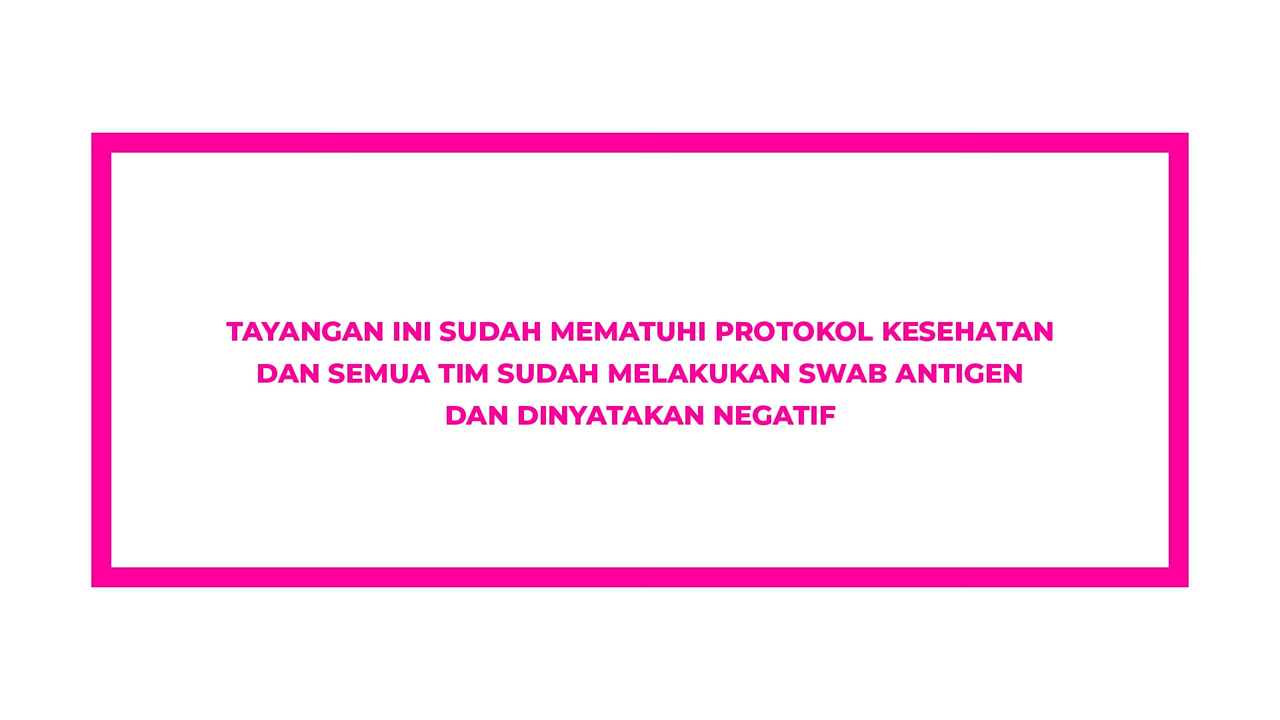 TAYANGAN INI SUDAH MEMATUHI PROTOKOL KESEHATAN
DAN SEMUA TIM SUDAH MELAKUKAN SWAB ANTIGEN
DAN DINYATAKAN NEGATIF